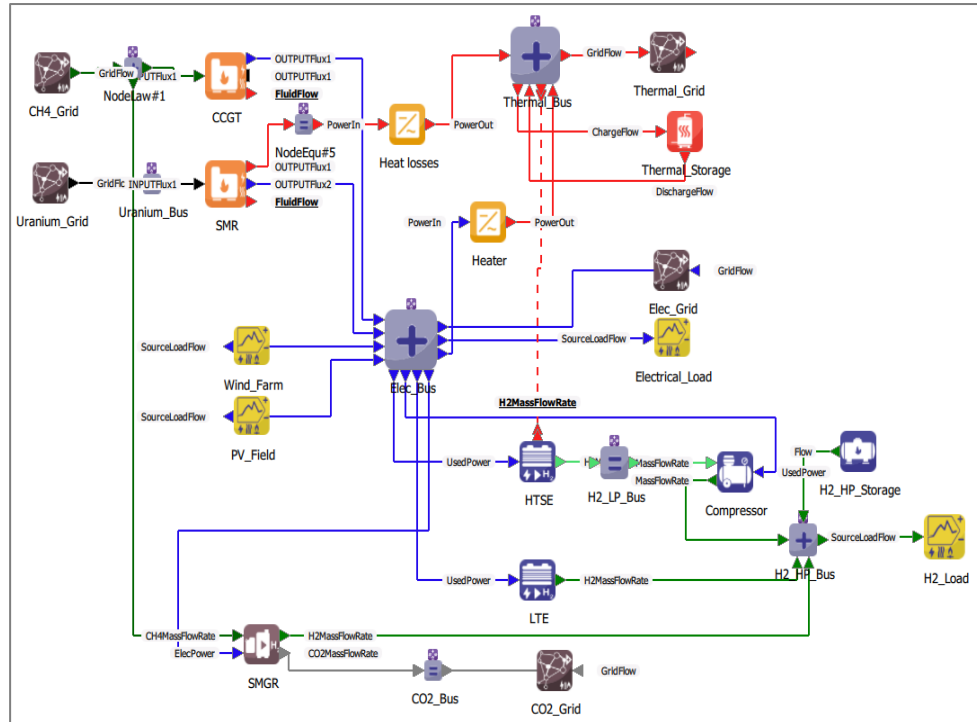 GridFlow
CH4_Grid
NodeLaw#1
CCGT
OUTPUTFlux1
OUTPUTFlux1
FluidFlow
PowerIn
NodeEqu#5
Heat losses
PowerOut
Thermal_Bus
GridFlow
Thermal_Grid
ChargeFlow
Thermal_Storage
DischargeFlow
Uranium_Grid
INPUTFlux1
Uranium_Bus
SMR
OUTPUTFlux1
OUTPUTFlux2
FluidFlow
PowerIn
Heater
PowerOut
Elec_Grid
GridFlow
SourceLoadFlow
Wind_Farm
SourceLoadFlow
PV_Field
Elec_Bus
SourceLoadFlow
Electrical_Load
H2MassFlowRate
UsedPower
HTSE
H2_LP_Bus
MassFlowRate
MassFlowRate
Compressor
Flow
UsedPower
H2_HP_Storage
H2_HP_Bus
SourceLoadFlow
H2_Load
UsedPower
LTE
H2MassFlowRate
CH4MassFlowRate
ElecPower
SMGR
H2MassFlowRate
CO2MassFlowRate
CO2_Bus
CO2_Grid
GridFlow